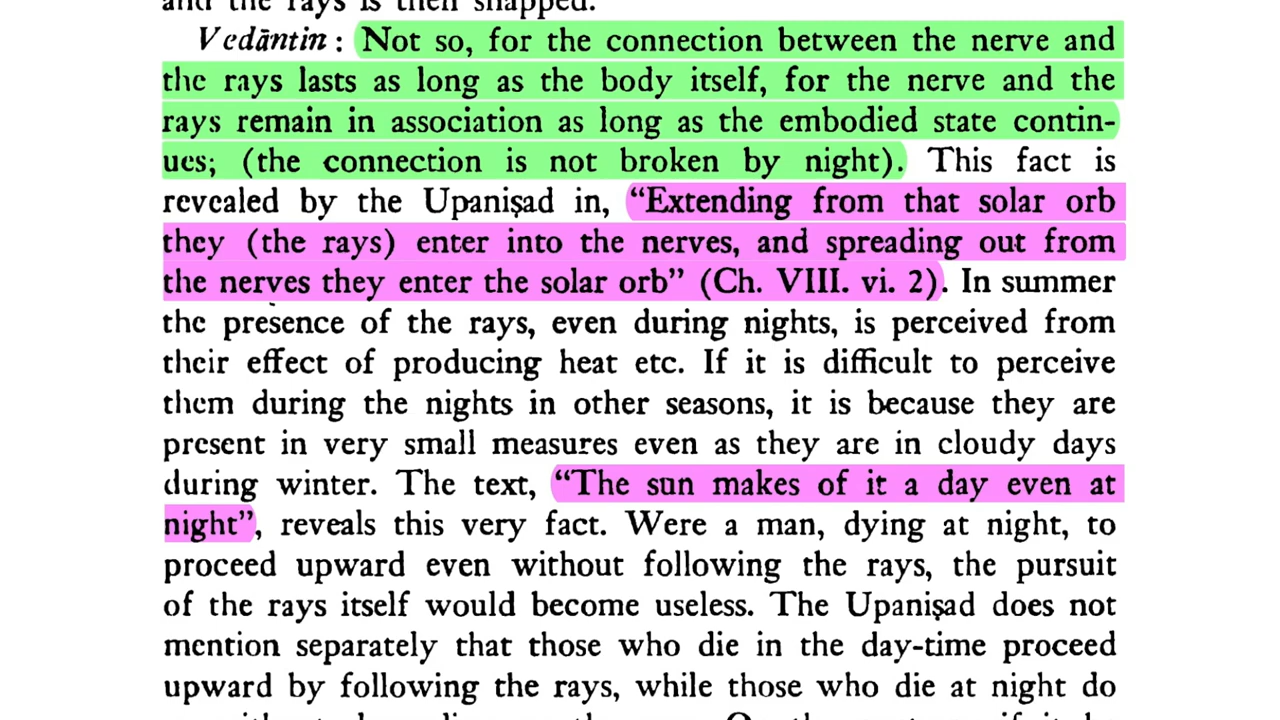 and the rays is then snapped.
Vedāntin: Not so, for the connection between the nerve and
the rays lasts as long as the body itself, for the nerve and the
rays remain in association as long as the embodied state contin-
ues; (the connection is not broken by night). This fact is
revealed by the Upaniṣad in, “Extending from that solar orb
they (the rays) enter into the nerves, and spreading out from
the nerves they enter the solar orb” (Ch. VIII. vi. 2). In summer
the presence of the rays, even during nights, is perceived from
their effect of producing heat etc. If it is difficult to perceive
them during the nights in other seasons, it is because they are
present in very small measures even as they are in cloudy days
during winter. The text, “The sun makes of it a day even at
night”, reveals this very fact. Were a man, dying at night, to
proceed upward even without following the rays, the pursuit
of the rays itself would become useless. The Upaniṣad does not
mention separately that those who die in the day-time proceed
upward by following the rays, while those who die at night do